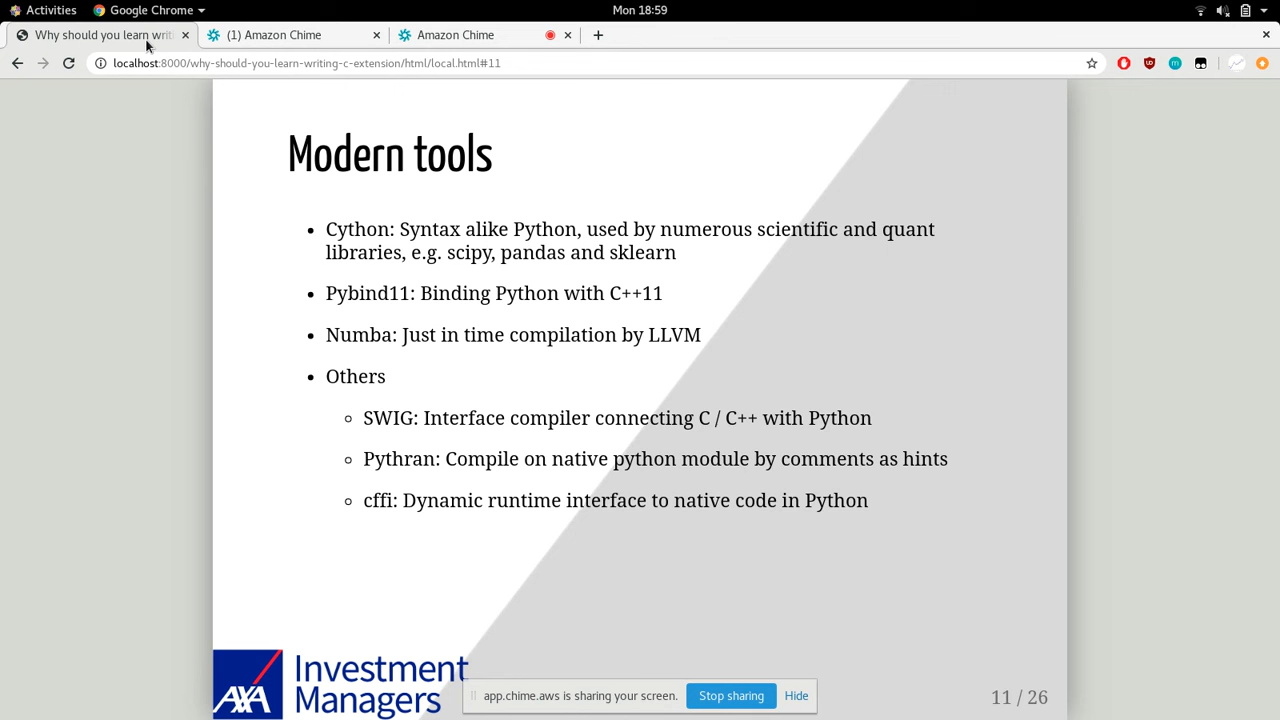 Activities
Google Chrome
Mon 18:59
Why should you learn writi
(1) Amazon Chime
Amazon Chime
localhost:8000/why-should-you-learn-writing-c-extension/html/local.html#11
Modern tools
• Cython: Syntax alike Python, used by numerous scientific and quant
libraries, e.g. scipy, pandas and sklearn
• Pybind11: Binding Python with C++11
• Numba: Just in time compilation by LLVM
• Others
◦ SWIG: Interface compiler connecting C / C++ with Python
◦ Pythran: Compile on native python module by comments as hints
◦ cffi: Dynamic runtime interface to native code in Python
AXA
Investment
Managers
app.chime.aws is sharing your screen.
Stop sharing
Hide
11 / 26